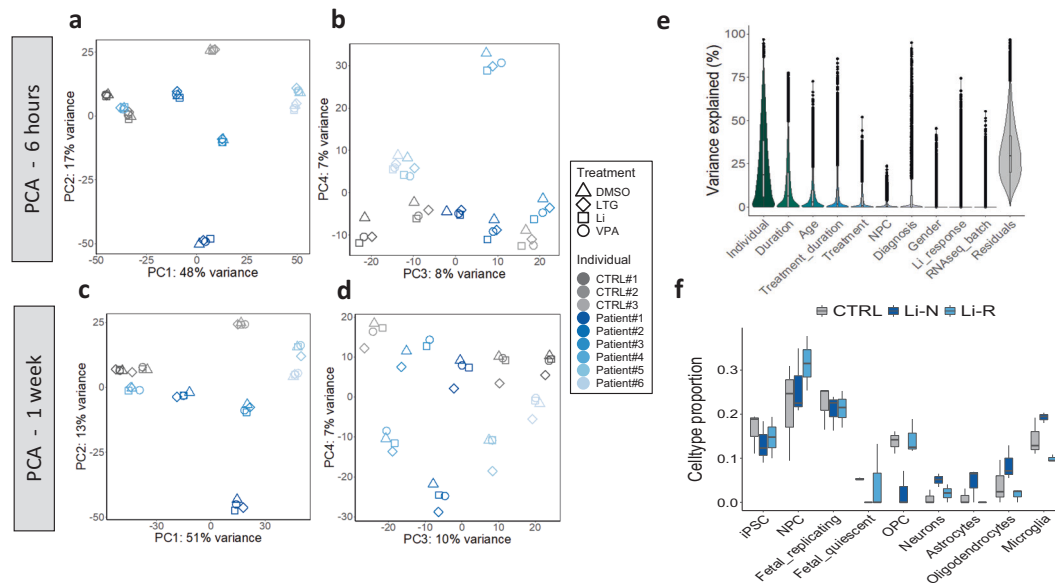 PCA - 6 hours
a
25
0
-25
-50
PC2: 17% variance
-50
-25
0
25
50
PC1: 48% variance
b
30
20
10
0
-10
PC4: 7% variance
-20
-10
0
10
20
PC3: 8% variance
Treatment
DMSO
LTG
Li
VPA
Individual
CTRL#1
CTRL#2
CTRL#3
Patient#1
Patient#2
Patient#3
Patient#4
Patient#5
Patient#6
e
100
75
50
25
0
Variance explained (%)
Individual
Duration
Age
Treatment_duration
Treatment
NPC
Diagnosis
Gender
Li_response
RNAseq_batch
Residuals
PCA - 1 week
c
25
0
-25
-50
PC2: 13% variance
-30
0
30
PC1: 51% variance
d
20
10
0
-10
-20
-30
PC4: 7% variance
-20
-10
0
10
20
PC3: 10% variance
f
CTRL Li-N Li-R
0.3
0.2
0.1
0.0
Celltype proportion
iPSC
NPC
Fetal_replicating
Fetal_quiescent
OPC
Neurons
Astrocytes
Oligodendrocytes
Microglia